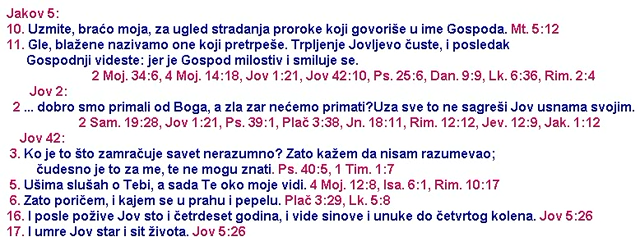 Jakov 5:
10. Uzmite, braćo moja, za ugled stradanja proroke koji govoriše u ime Gospoda. Mt. 5:12
11. Gle, blažene nazivamo one koji pretrpeše. Trpljenje Jovljevo čuste, i posledak
Gospodnji videste: jer je Gospod milostiv i smiluje se.
2 Moj. 34:6, 4 Moj. 14:18, Jov 1:21, Jov 42:10, Ps. 25:6, Dan. 9:9, Lk. 6:36, Rim. 2:4
Jov 2:
2 ... dobro smo primali od Boga, a zla zar nećemo primati?Uza sve to ne sagreši Jov usnama svojim.
2 Sam. 19:28, Jov 1:21, Ps. 39:1, Plač 3:38, Jn. 18:11, Rim. 12:12, Jev. 12:9, Jak. 1:12
Jov 42:
3. Ko je to što zamračuje savet nerazumno? Zato kažem da nisam razumevao;
čudesno je to za me, te ne mogu znati. Ps. 40:5, 1 Tim. 1:7
5. Ušima slušah o Tebi, a sada Te oko moje vidi. 4 Moj. 12:8, Isa. 6:1, Rim. 10:17
6. Zato poričem, i kajem se u prahu i pepelu. Plač 3:29, Lk. 5:8
16. I posle požive Jov sto i četrdeset godina, i vide sinove i unuke do četvrtog kolena. Jov 5:26
17. I umre Jov star i sit života. Jov 5:26